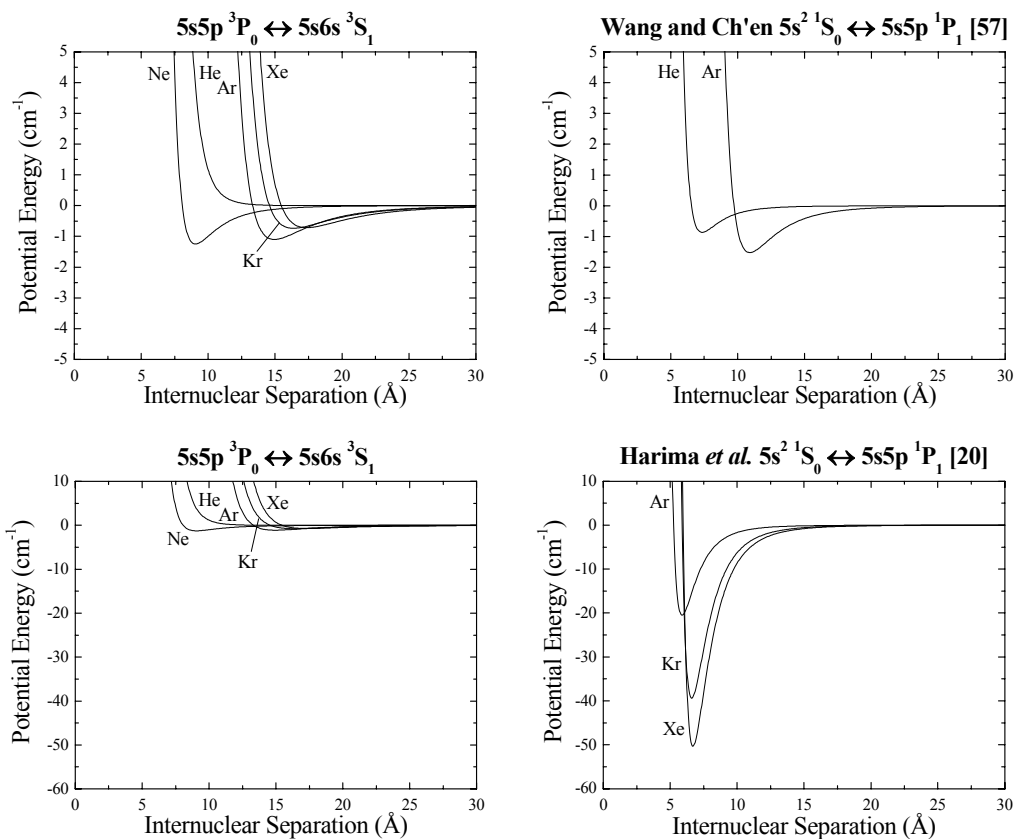 5s5p ³P₀ ↔ 5s6s ³S₁
5
4
3
2
1
0
-1
-2
-3
-4
-5
Potential Energy (cm⁻¹)
Ne
He
Ar
Xe
Kr
0 5 10 15 20 25 30
Internuclear Separation (Å)
Wang and Ch'en 5s² ¹S₀ ↔ 5s5p ¹P₁ [57]
5
4
3
2
1
0
-1
-2
-3
-4
-5
Potential Energy (cm⁻¹)
He
Ar
0 5 10 15 20 25 30
Internuclear Separation (Å)
5s5p ³P₀ ↔ 5s6s ³S₁
10
0
-10
-20
-30
-40
-50
-60
Potential Energy (cm⁻¹)
He
Xe
Ar
Ne
Kr
0 5 10 15 20 25 30
Internuclear Separation (Å)
Harima et al. 5s² ¹S₀ ↔ 5s5p ¹P₁ [20]
10
0
-10
-20
-30
-40
-50
-60
Potential Energy (cm⁻¹)
Ar
Kr
Xe
0 5 10 15 20 25 30
Internuclear Separation (Å)